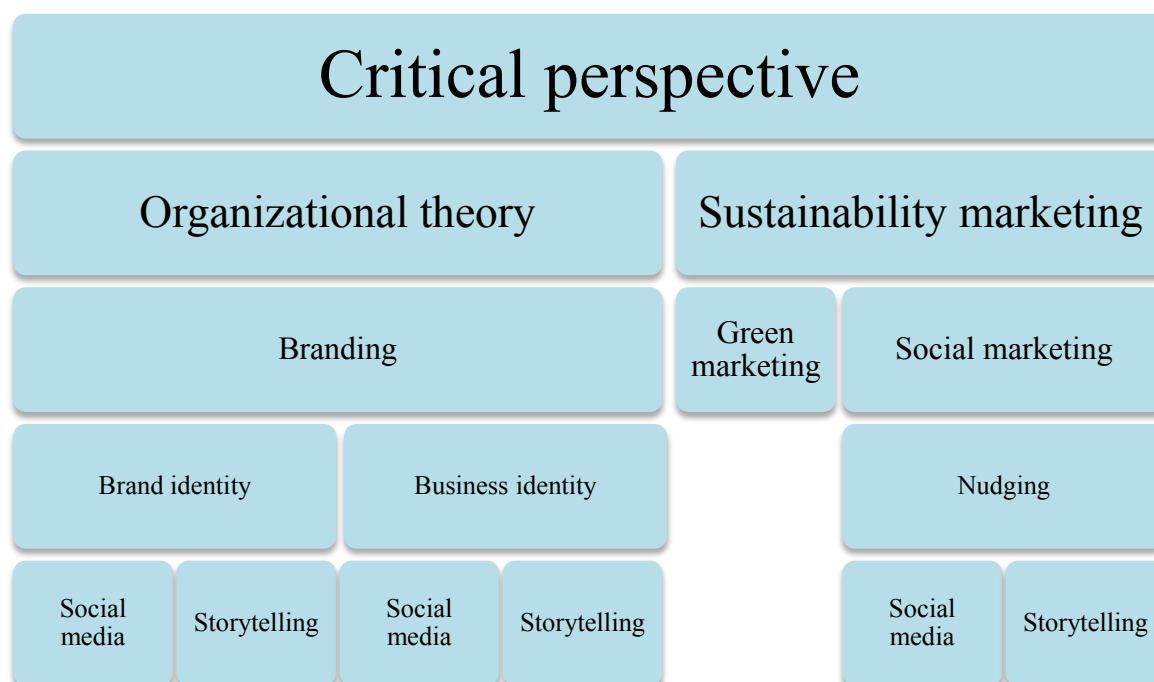 Critical perspective
Organizational theory
Sustainability marketing
Branding
Green
marketing
Social marketing
Brand identity
Business identity
Nudging
Social
media
Storytelling
Social
media
Storytelling
Social
media
Storytelling